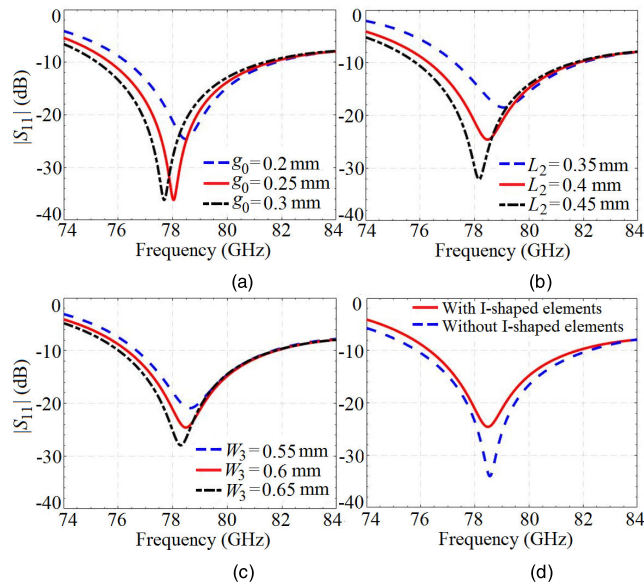 0
-10
-20
-30
-40
|S₁₁| (dB)
g₀=0.2 mm
g₀=0.25 mm
g₀=0.3 mm
74 76 78 80 82 84
Frequency (GHz)
(a)
0
-10
-20
-30
-40
L₂=0.35 mm
L₂=0.4 mm
L₂=0.45 mm
74 76 78 80 82 84
Frequency (GHz)
(b)
0
-10
-20
-30
-40
|S₁₁| (dB)
W₃=0.55 mm
W₃=0.6 mm
W₃=0.65 mm
74 76 78 80 82 84
Frequency (GHz)
(c)
0
-10
-20
-30
-40
With I-shaped elements
Without I-shaped elements
74 76 78 80 82 84
Frequency (GHz)
(d)